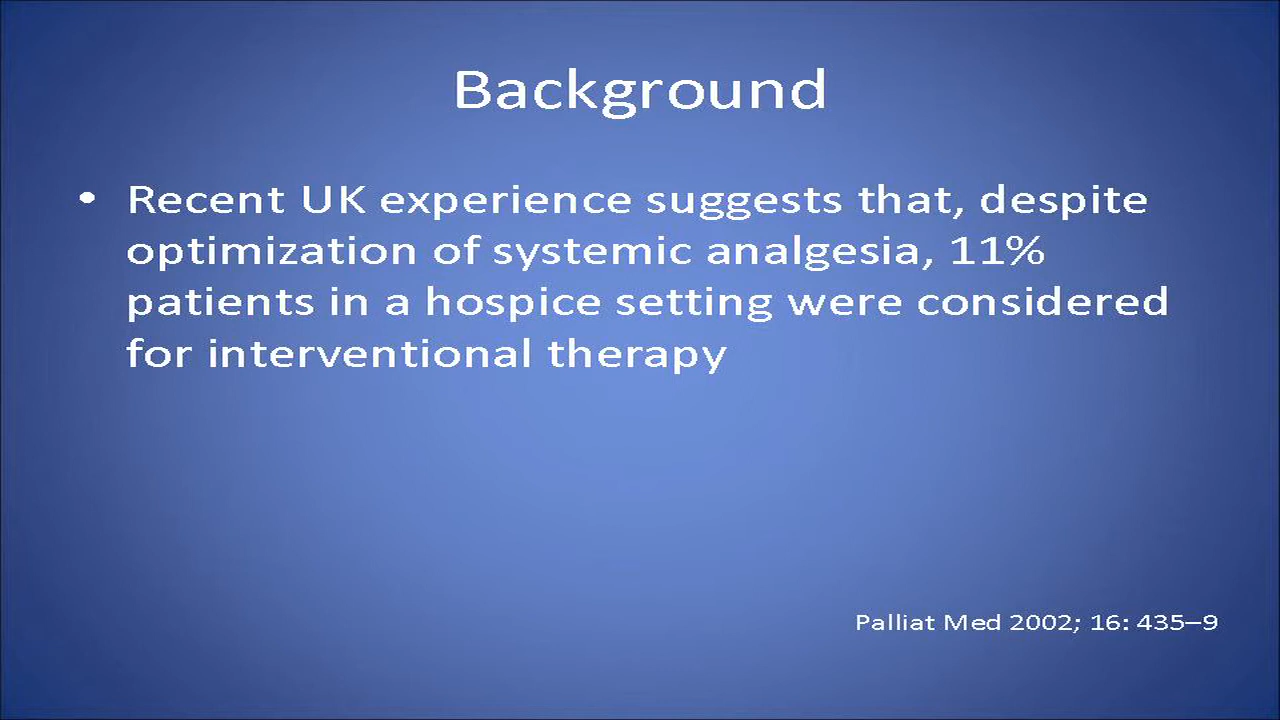 Background
• Recent UK experience suggests that, despite
optimization of systemic analgesia, 11%
patients in a hospice setting were considered
for interventional therapy
Palliat Med 2002; 16: 435–9